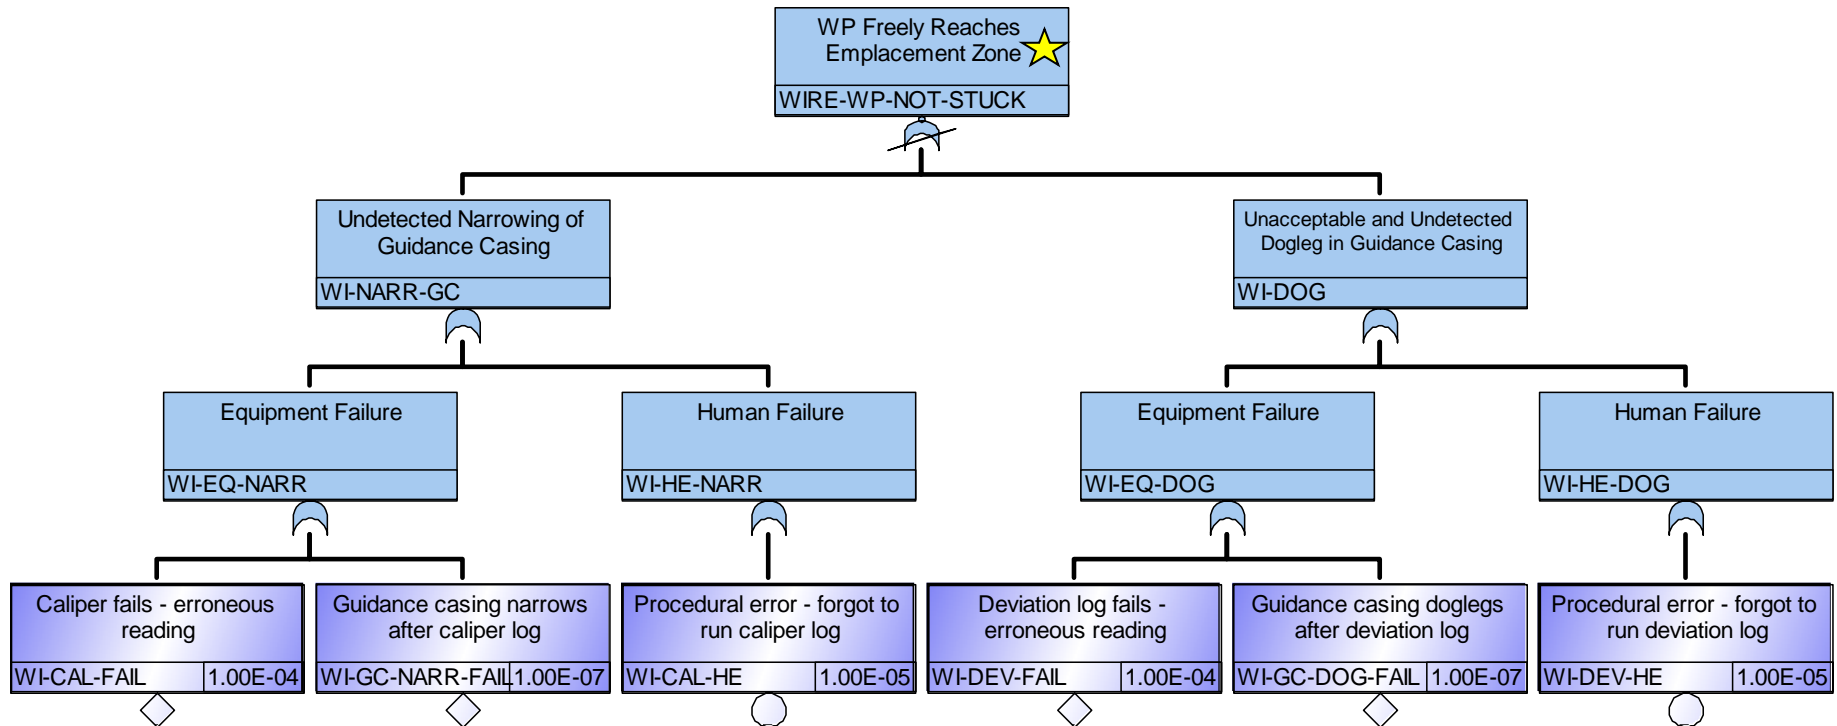 WP Freely Reaches
Emplacement Zone
WIRE-WP-NOT-STUCK
Undetected Narrowing of
Guidance Casing
WI-NARR-GC
Unacceptable and Undetected
Dogleg in Guidance Casing
WI-DOG
Equipment Failure
WI-EQ-NARR
Human Failure
WI-HE-NARR
Equipment Failure
WI-EQ-DOG
Human Failure
WI-HE-DOG
Caliper fails - erroneous
reading
WI-CAL-FAIL 1.00E-04
Guidance casing narrows
after caliper log
WI-GC-NARR-FAIL 1.00E-07
Procedural error - forgot to
run caliper log
WI-CAL-HE 1.00E-05
Deviation log fails -
erroneous reading
WI-DEV-FAIL 1.00E-04
Guidance casing doglegs
after deviation log
WI-GC-DOG-FAIL 1.00E-07
Procedural error - forgot to
run deviation log
WI-DEV-HE 1.00E-05